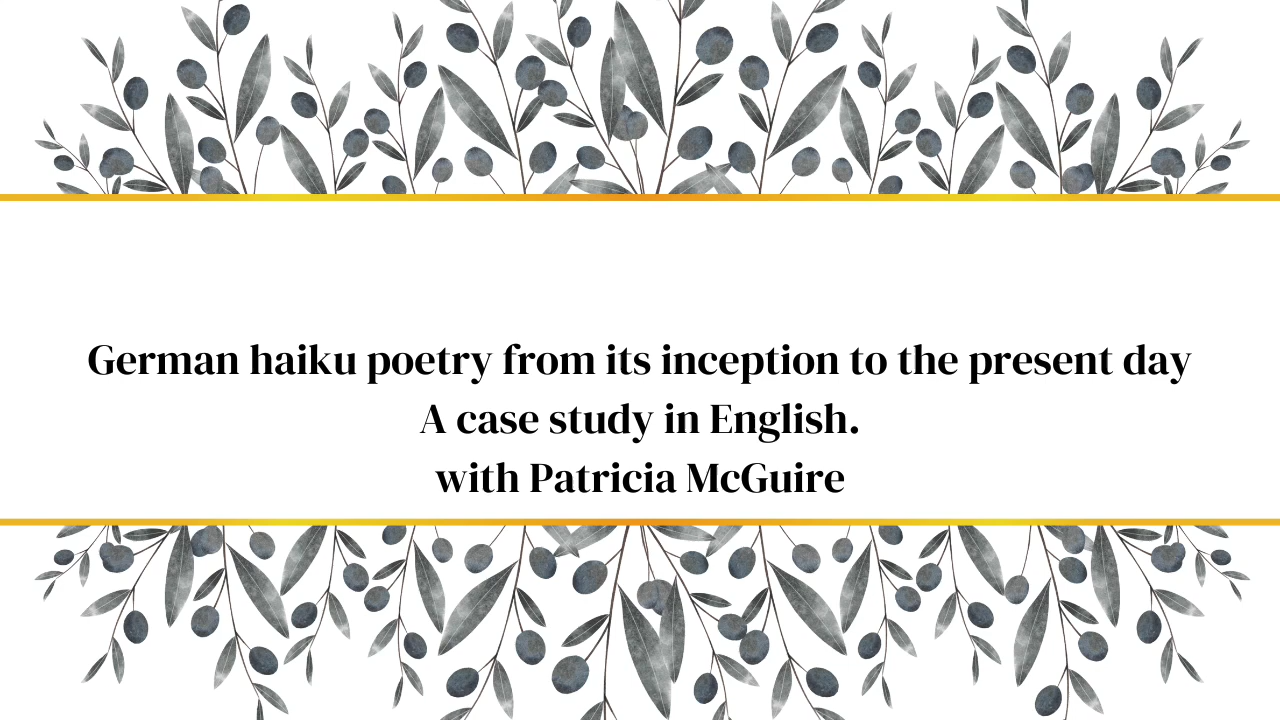 German haiku poetry from its inception to the present day
A case study in English.
with Patricia McGuire